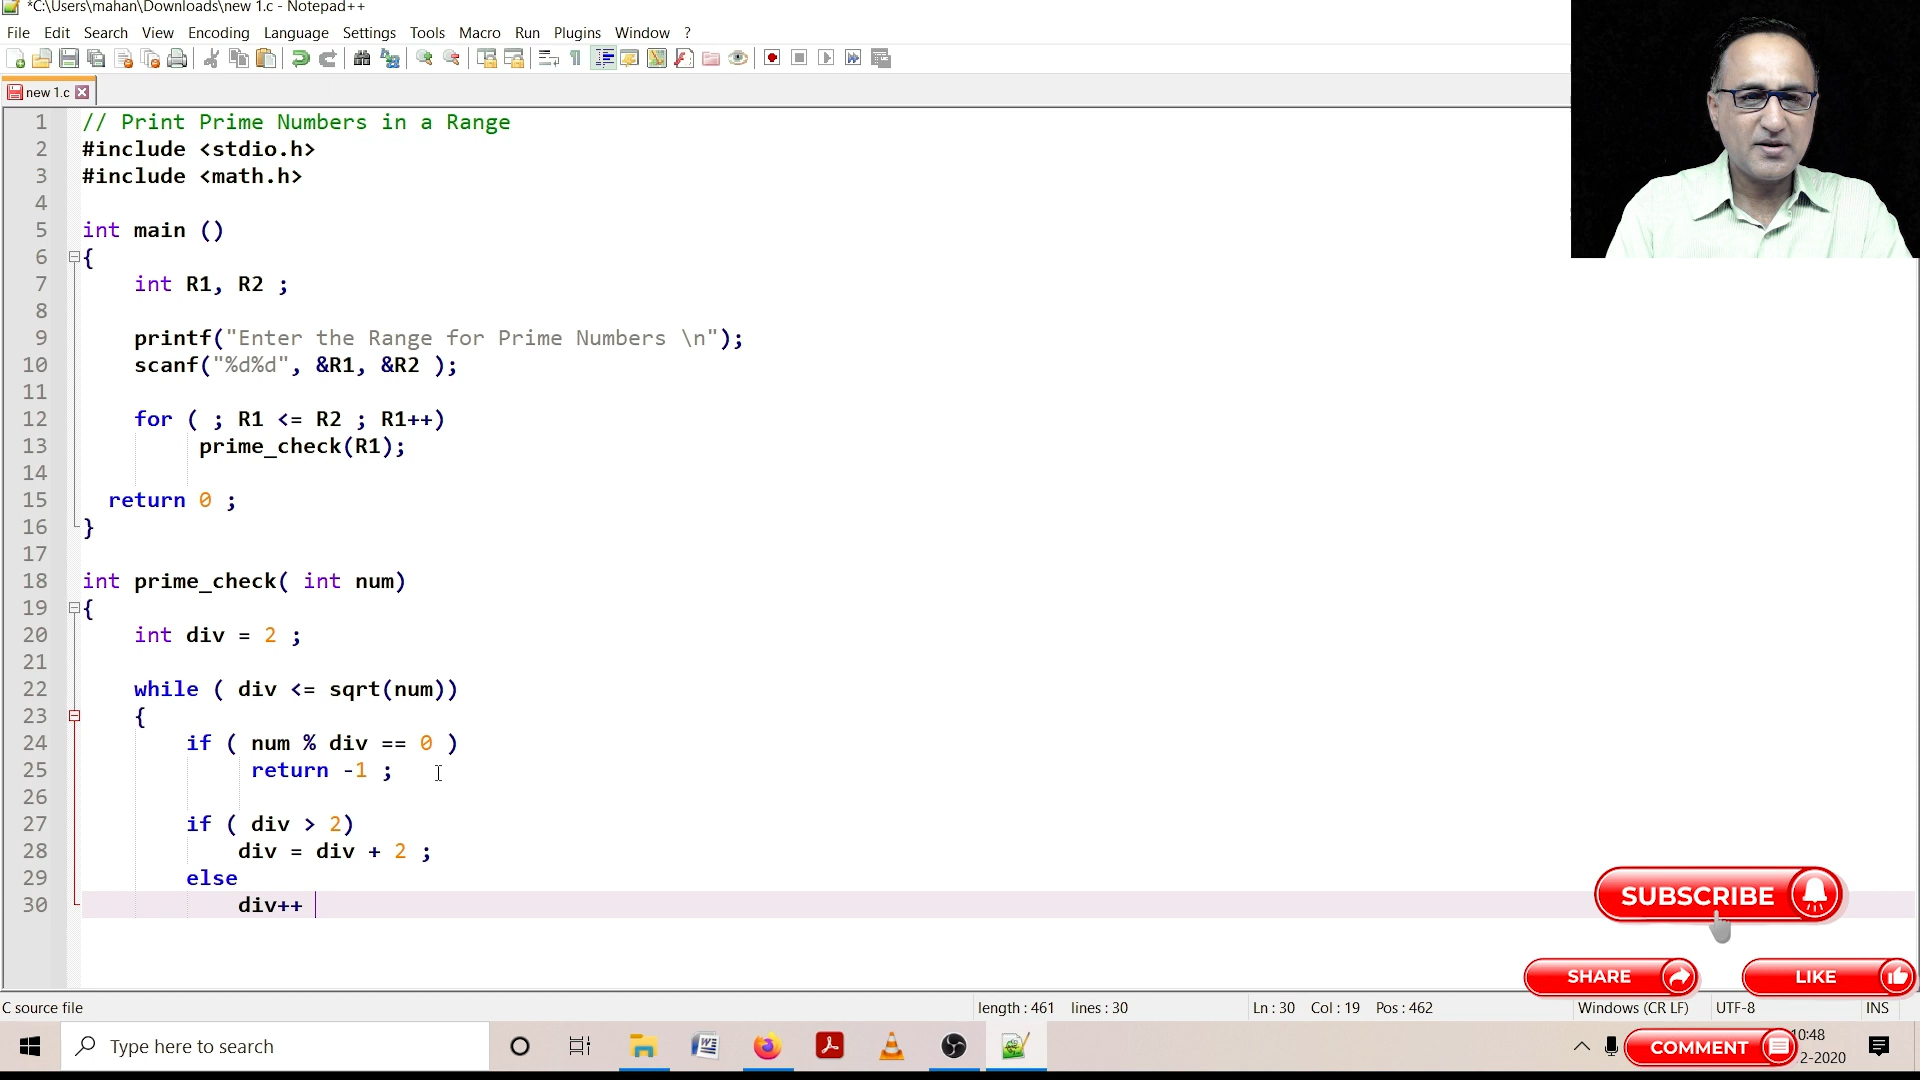 *C:\Users\mahan\Downloads\new 1.c - Notepad++
File Edit Search View Encoding Language Settings Tools Macro Run Plugins Window ?
new 1.c
1 // Print Prime Numbers in a Range
2 #include <stdio.h>
3 #include <math.h>
4
5 int main ()
6 {
7 int R1, R2 ;
8
9 printf("Enter the Range for Prime Numbers \n");
10 scanf("%d%d", &R1, &R2 );
11
12 for ( ; R1 <= R2 ; R1++)
13 prime_check(R1);
14
15 return 0 ;
16 }
17
18 int prime_check( int num)
19 {
20 int div = 2 ;
21
22 while ( div <= sqrt(num))
23 {
24 if ( num % div == 0 )
25 return -1 ;
26
27 if ( div > 2)
28 div = div + 2 ;
29 else
30 div++
SUBSCRIBE
SHARE LIKE
C source file length : 461 lines : 30 Ln : 30 Col : 19 Pos : 462 Windows (CR LF) UTF-8 INS
Type here to search
COMMENT
0:48
2-2020